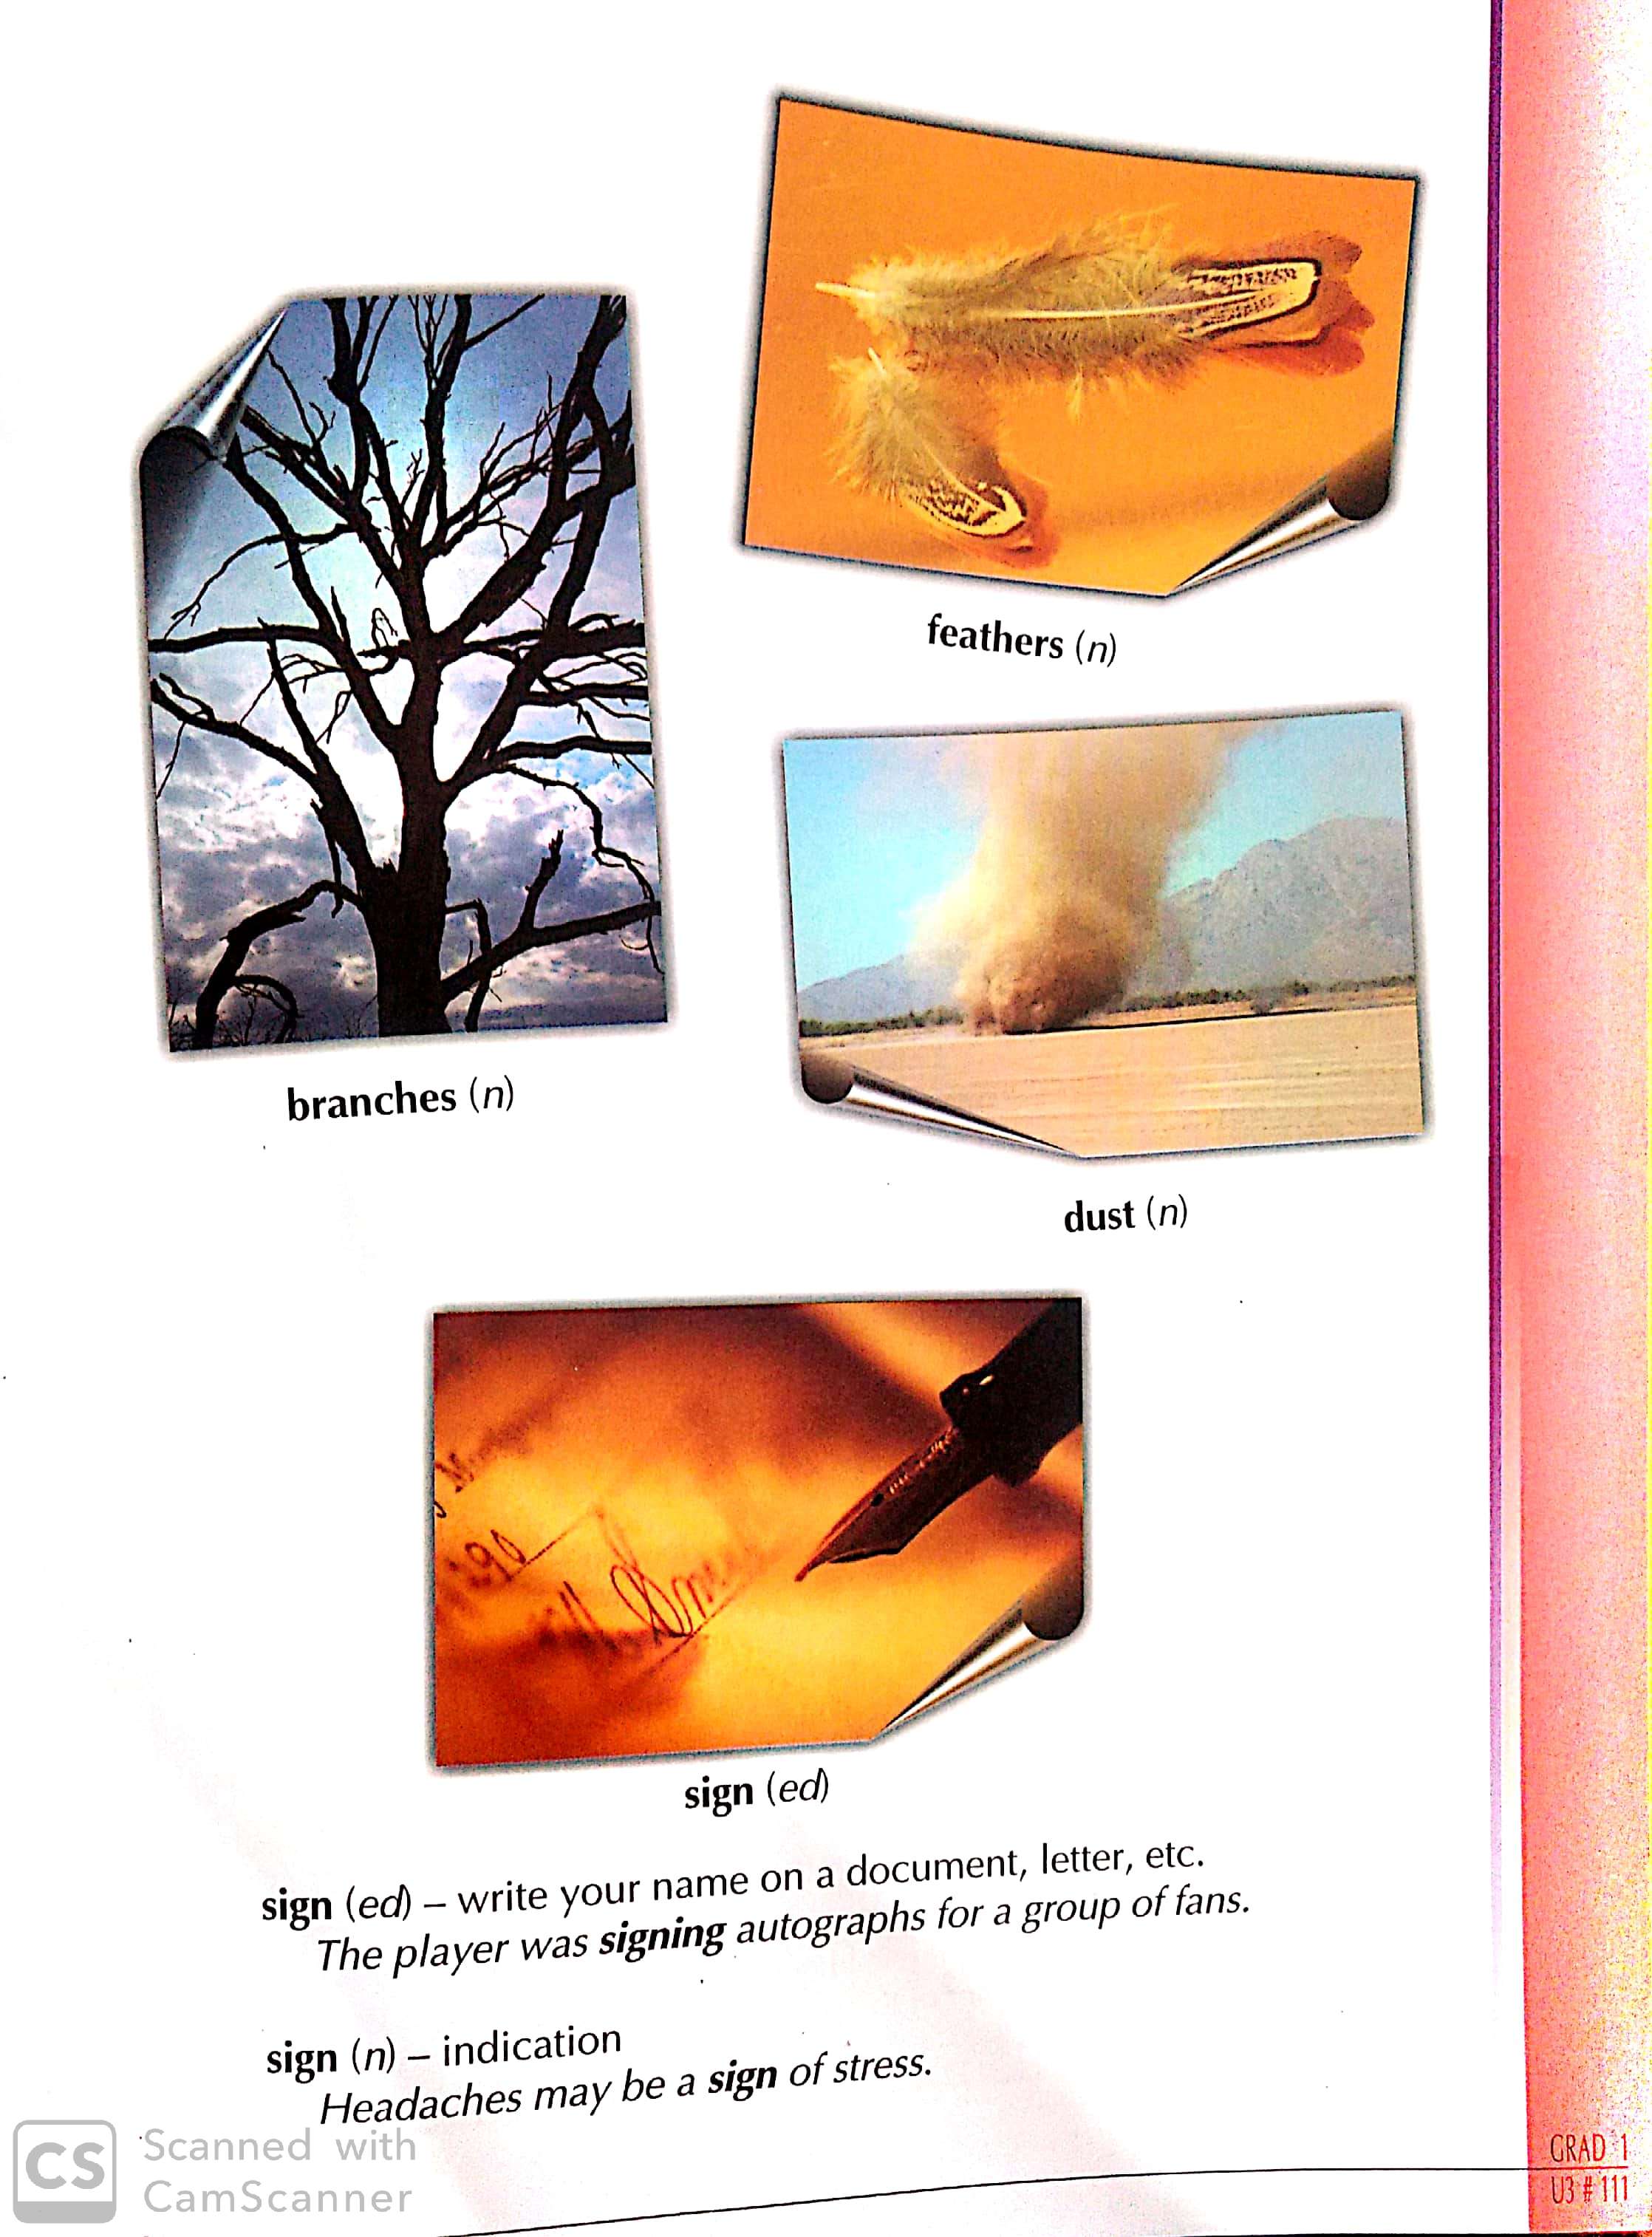 feathers (n)
branches (n)
dust (n)
sign (ed)
sign (ed) – write your name on a document, letter, etc.
The player was signing autographs for a group of fans.
sign (n) – indication
Headaches may be a sign of stress.
CS Scanned with
CamScanner
GRAD 1
U3 # 111